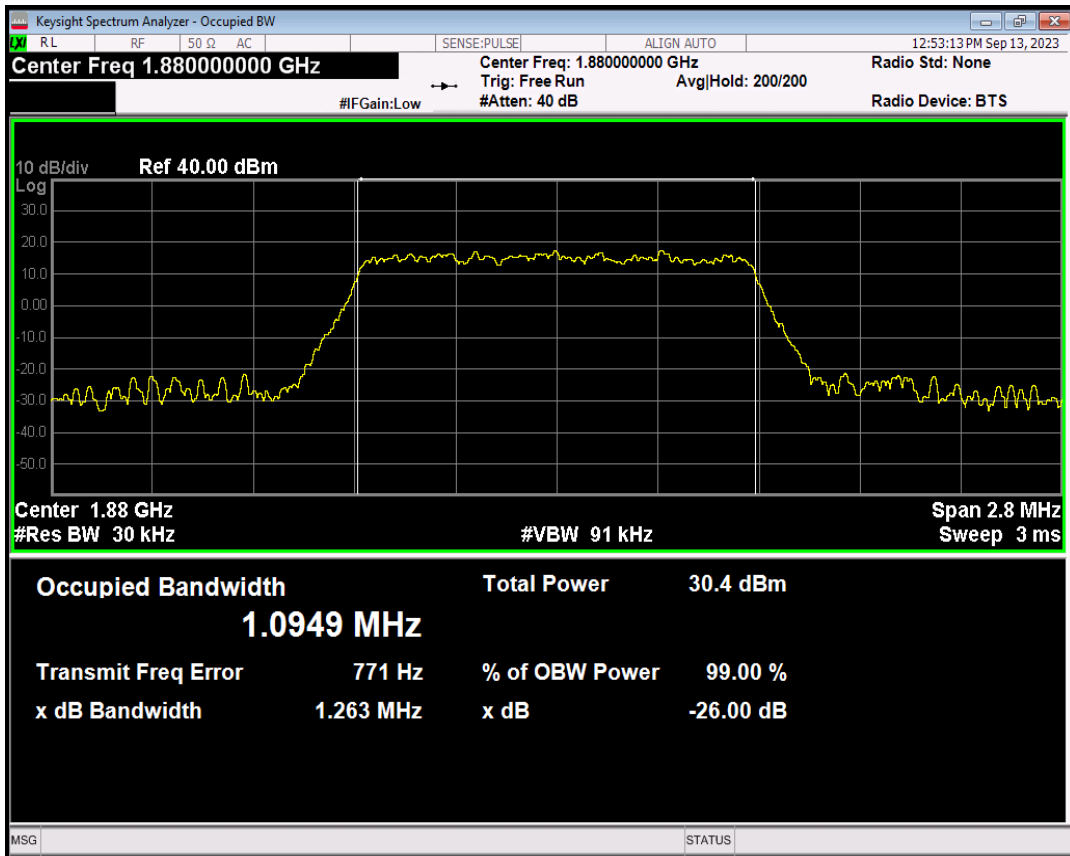 Keysight Spectrum Analyzer - Occupied BW
LXI RL RF 50 Ω AC SENSE:PULSE ALIGN AUTO 12:53:13 PM Sep 13, 2023
Center Freq 1.880000000 GHz Center Freq: 1.880000000 GHz Radio Std: None
Trig: Free Run Avg|Hold: 200/200
#IFGain:Low #Atten: 40 dB Radio Device: BTS
10 dB/div Ref 40.00 dBm
Log
30.0
20.0
10.0
0.00
-10.0
-20.0
-30.0
-40.0
-50.0
Center 1.88 GHz Span 2.8 MHz
#Res BW 30 kHz #VBW 91 kHz Sweep 3 ms
Occupied Bandwidth Total Power 30.4 dBm
1.0949 MHz
Transmit Freq Error 771 Hz % of OBW Power 99.00 %
x dB Bandwidth 1.263 MHz x dB -26.00 dB
MSG STATUS